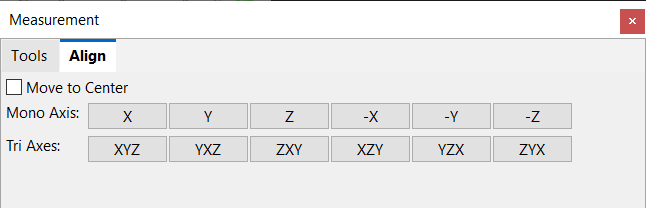 Measurement ×
Tools Align
Move to Center
Mono Axis: X Y Z -X -Y -Z
Tri Axes: XYZ YXZ ZXY XZY YZX ZYX